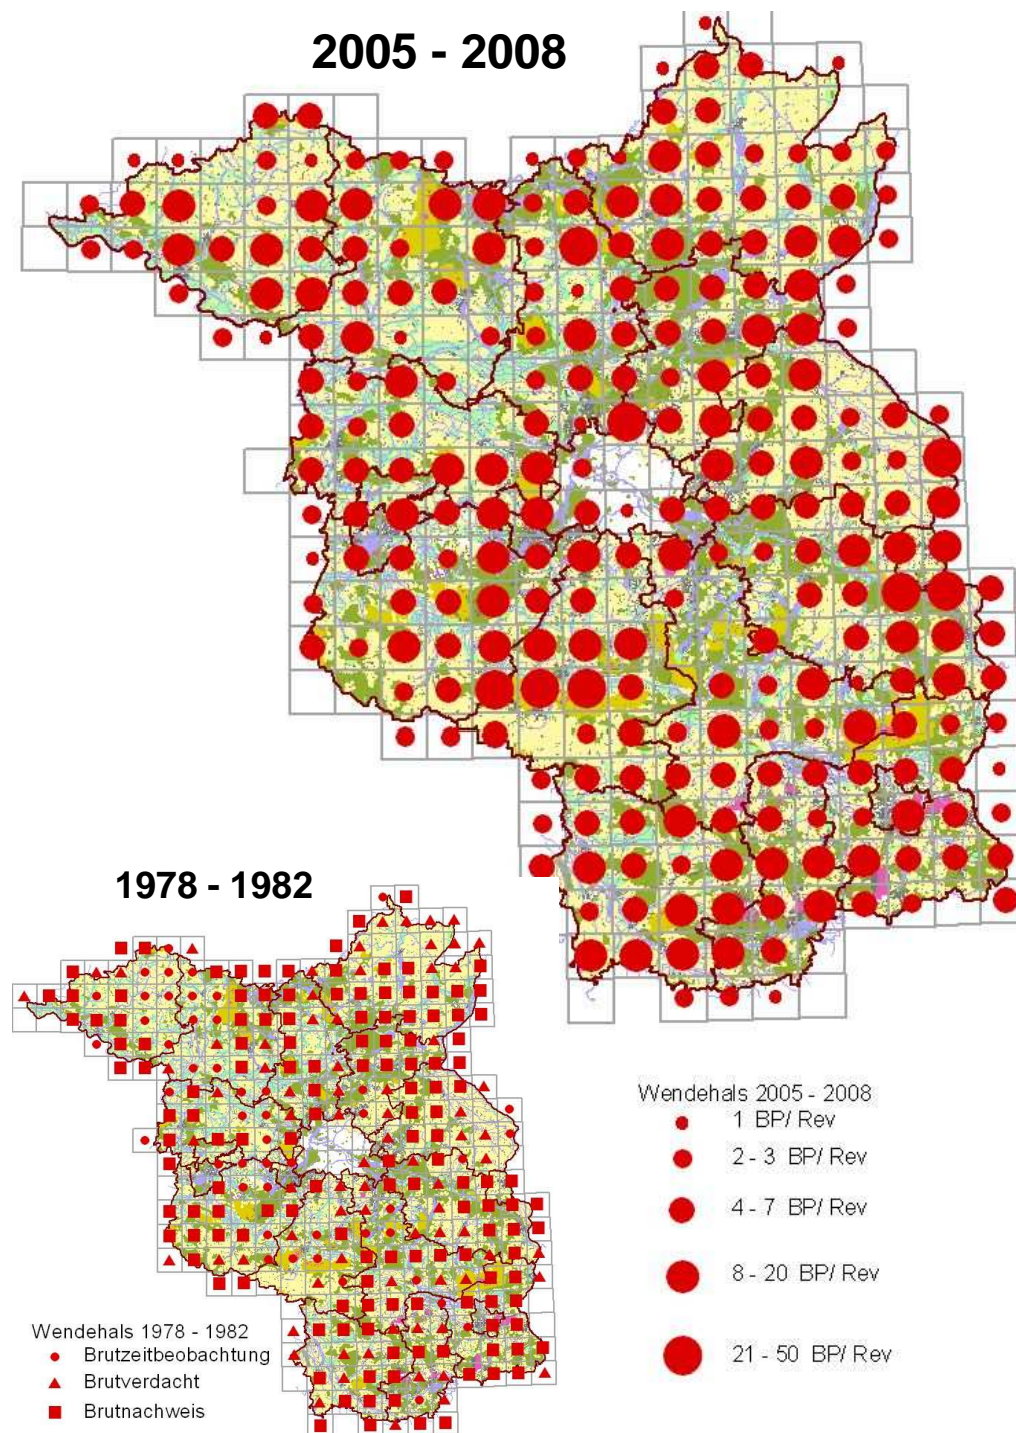 2005 - 2008
1978 - 1982
Wendehals 2005 - 2008
1 BP/ Rev
2 - 3 BP/ Rev
4 - 7 BP/ Rev
8 - 20 BP/ Rev
21 - 50 BP/ Rev
Wendehals 1978 - 1982
Brutzeitbeobachtung
Brutverdacht
Brutnachweis